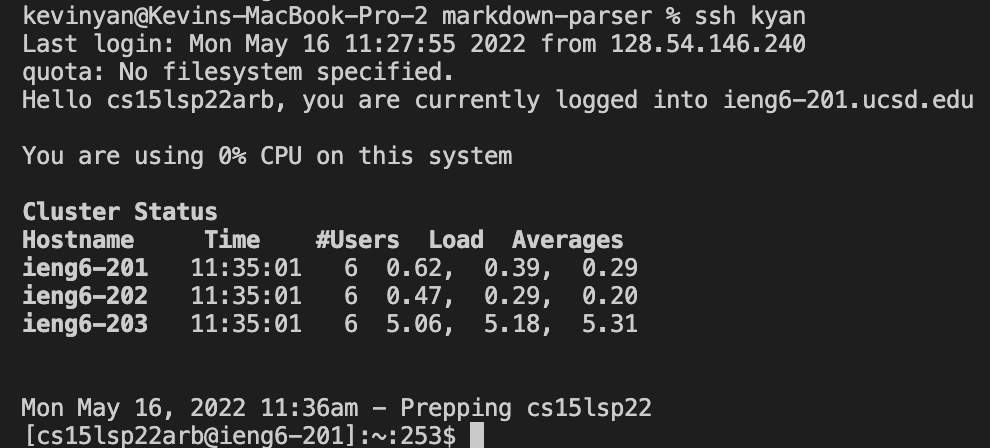 kevinyan@Kevins-MacBook-Pro-2 markdown-parser % ssh kyan
Last login: Mon May 16 11:27:55 2022 from 128.54.146.240
quota: No filesystem specified.
Hello cs15lsp22arb, you are currently logged into ieng6-201.ucsd.edu
You are using 0% CPU on this system
Cluster Status
Hostname     Time    #Users  Load  Averages
ieng6-201   11:35:01   6  0.62,  0.39,  0.29
ieng6-202   11:35:01   6  0.47,  0.29,  0.20
ieng6-203   11:35:01   6  5.06,  5.18,  5.31
Mon May 16, 2022 11:36am - Prepping cs15lsp22
[cs15lsp22arb@ieng6-201]:~:253$